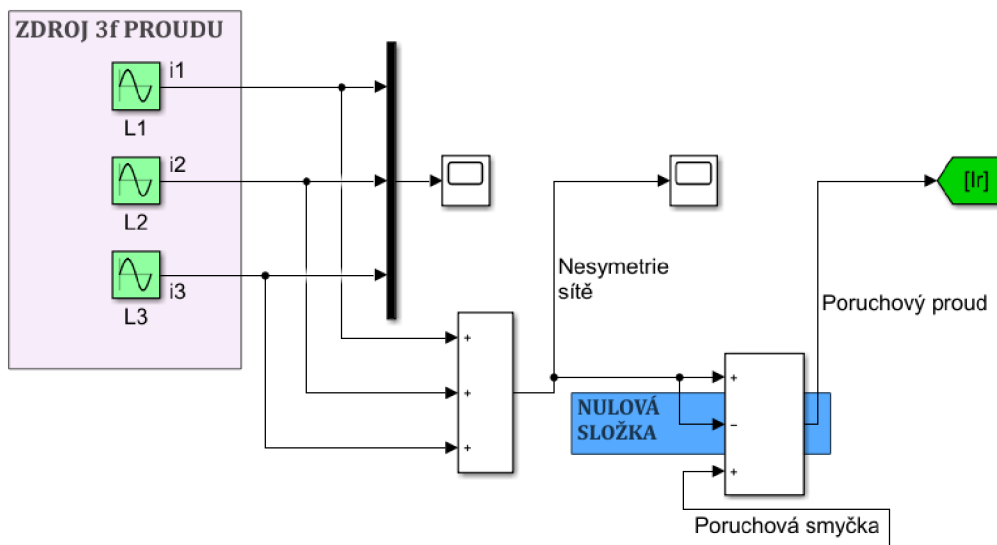 ZDROJ 3f PROUDU
i1
L1
i2
L2
i3
L3
[Ir]
Nesymetrie
sítě
Poruchový proud
+
+
+
+
−
+
NULOVÁ
SLOŽKA
Poruchová smyčka